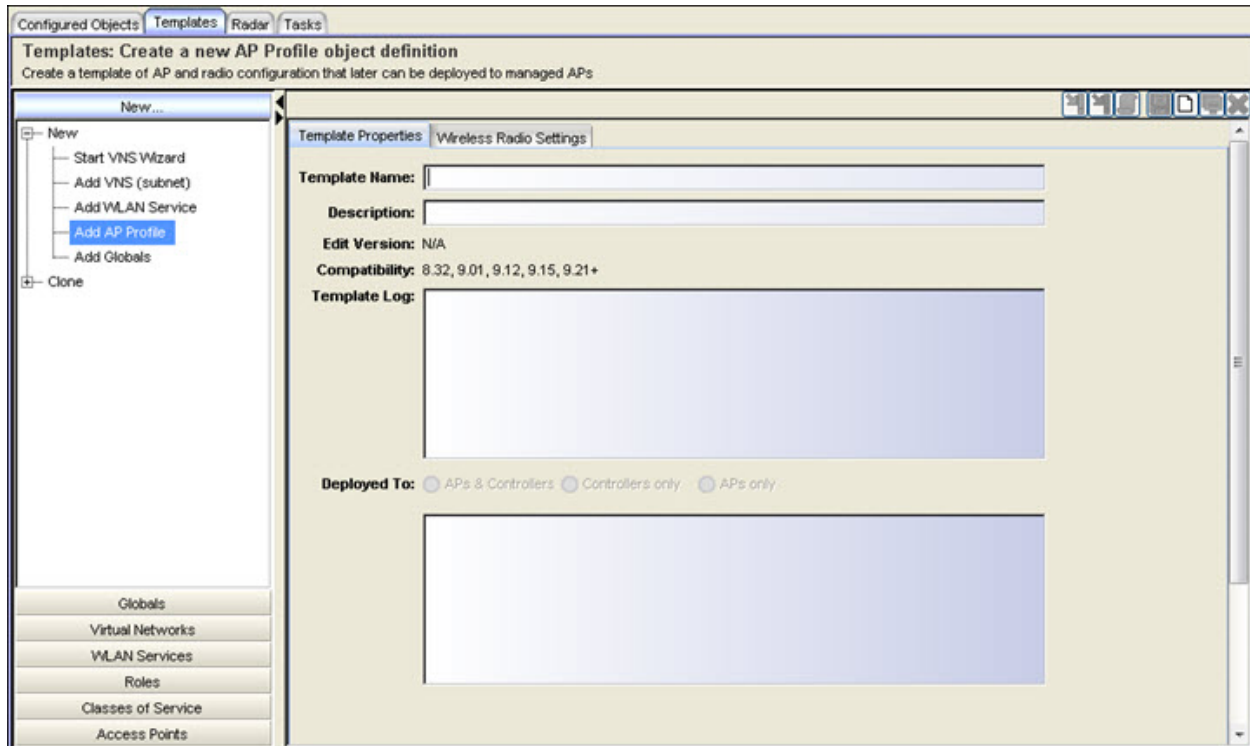 Configured Objects Templates Radar Tasks
Templates: Create a new AP Profile object definition
Create a template of AP and radio configuration that later can be deployed to managed APs
New...
New
Start VNS Wizard
Add VNS (subnet)
Add WLAN Service
Add AP Profile
Add Globals
Clone
Globals
Virtual Networks
WLAN Services
Roles
Classes of Service
Access Points
Template Properties Wireless Radio Settings
Template Name:
Description:
Edit Version: N/A
Compatibility: 8.32, 9.01, 9.12, 9.15, 9.21+
Template Log:
Deployed To: APs & Controllers Controllers only APs only